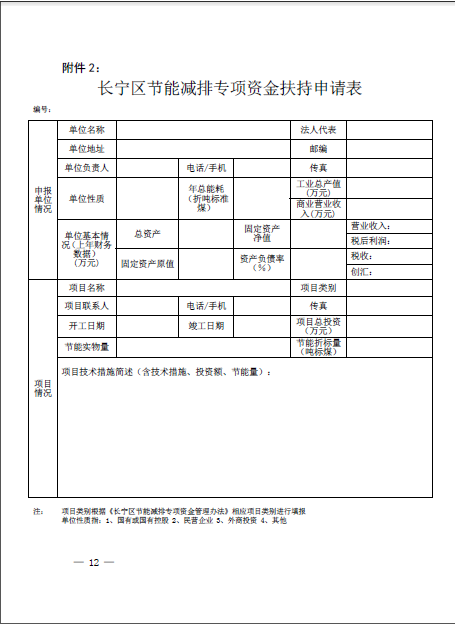 附件2：
长宁区节能减排专项资金扶持申请表
编号：
申报
单位
情况
单位名称
法人代表
单位地址
邮编
单位负责人
电话/手机
传真
单位性质
年总能耗
（折吨标准
煤）
工业总产值
(万元)
商业营业收
入(万元)
单位基本情
况（上年财务
数据）
(万元)
总资产
固定资产
净值
营业收入：
税后利润：
固定资产原值
资产负债率
（%）
税收：
创汇：
项目
情况
项目名称
项目类别
项目联系人
电话/手机
传真
开工日期
竣工日期
项目总投资
（万元）
节能实物量
节能折标量
（吨标煤）
项目技术措施简述（含技术措施、投资额、节能量）：
注： 项目类别根据《长宁区节能减排专项资金管理办法》相应项目类别进行填报
单位性质指：1、国有或国有控股 2、民营企业 3、外商投资 4、其他
— 12 —